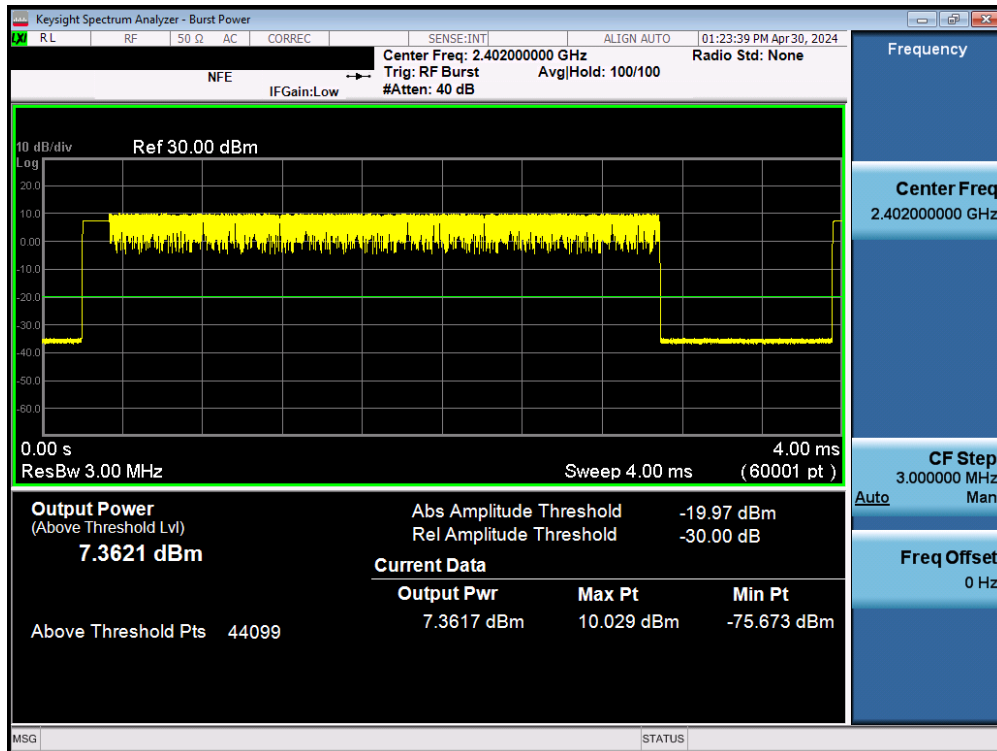 Keysight Spectrum Analyzer - Burst Power
LXI RL RF 50 Ω AC CORREC SENSE:INT ALIGN AUTO 01:23:39 PM Apr 30, 2024
Center Freq: 2.402000000 GHz Radio Std: None
NFE Trig: RF Burst Avg|Hold: 100/100
IFGain:Low #Atten: 40 dB
Frequency
10 dB/div Ref 30.00 dBm
Log
20.0
10.0
0.00
-10.0
-20.0
-30.0
-40.0
-50.0
-60.0
0.00 s 4.00 ms
ResBw 3.00 MHz Sweep 4.00 ms (60001 pt)
Center Freq
2.402000000 GHz
CF Step
3.000000 MHz
Auto Man
Freq Offset
0 Hz
Output Power
(Above Threshold Lvl)
7.3621 dBm
Above Threshold Pts 44099
Abs Amplitude Threshold -19.97 dBm
Rel Amplitude Threshold -30.00 dB
Current Data
Output Pwr Max Pt Min Pt
7.3617 dBm 10.029 dBm -75.673 dBm
MSG STATUS